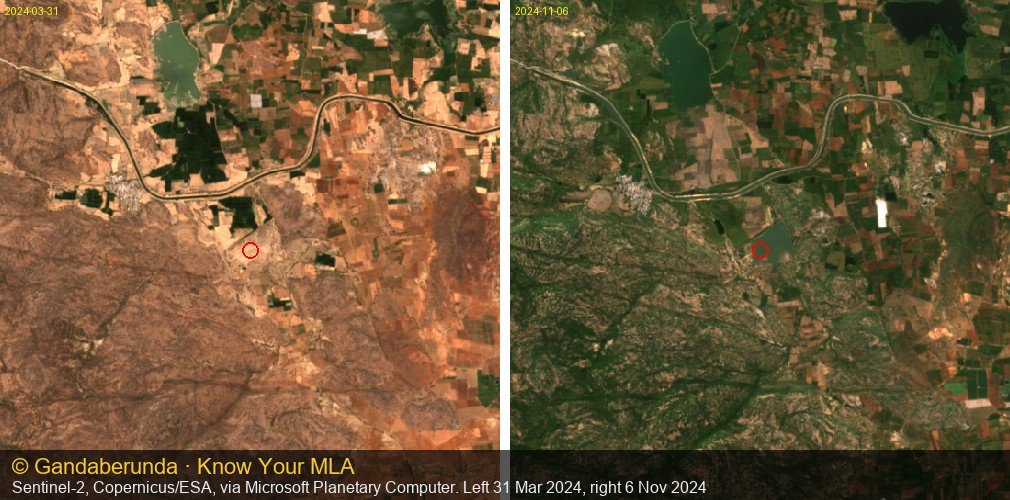 2024-03-31
2024-11-06
© Gandaberunda · Know Your MLA
Sentinel-2, Copernicus/ESA, via Microsoft Planetary Computer. Left 31 Mar 2024, right 6 Nov 2024